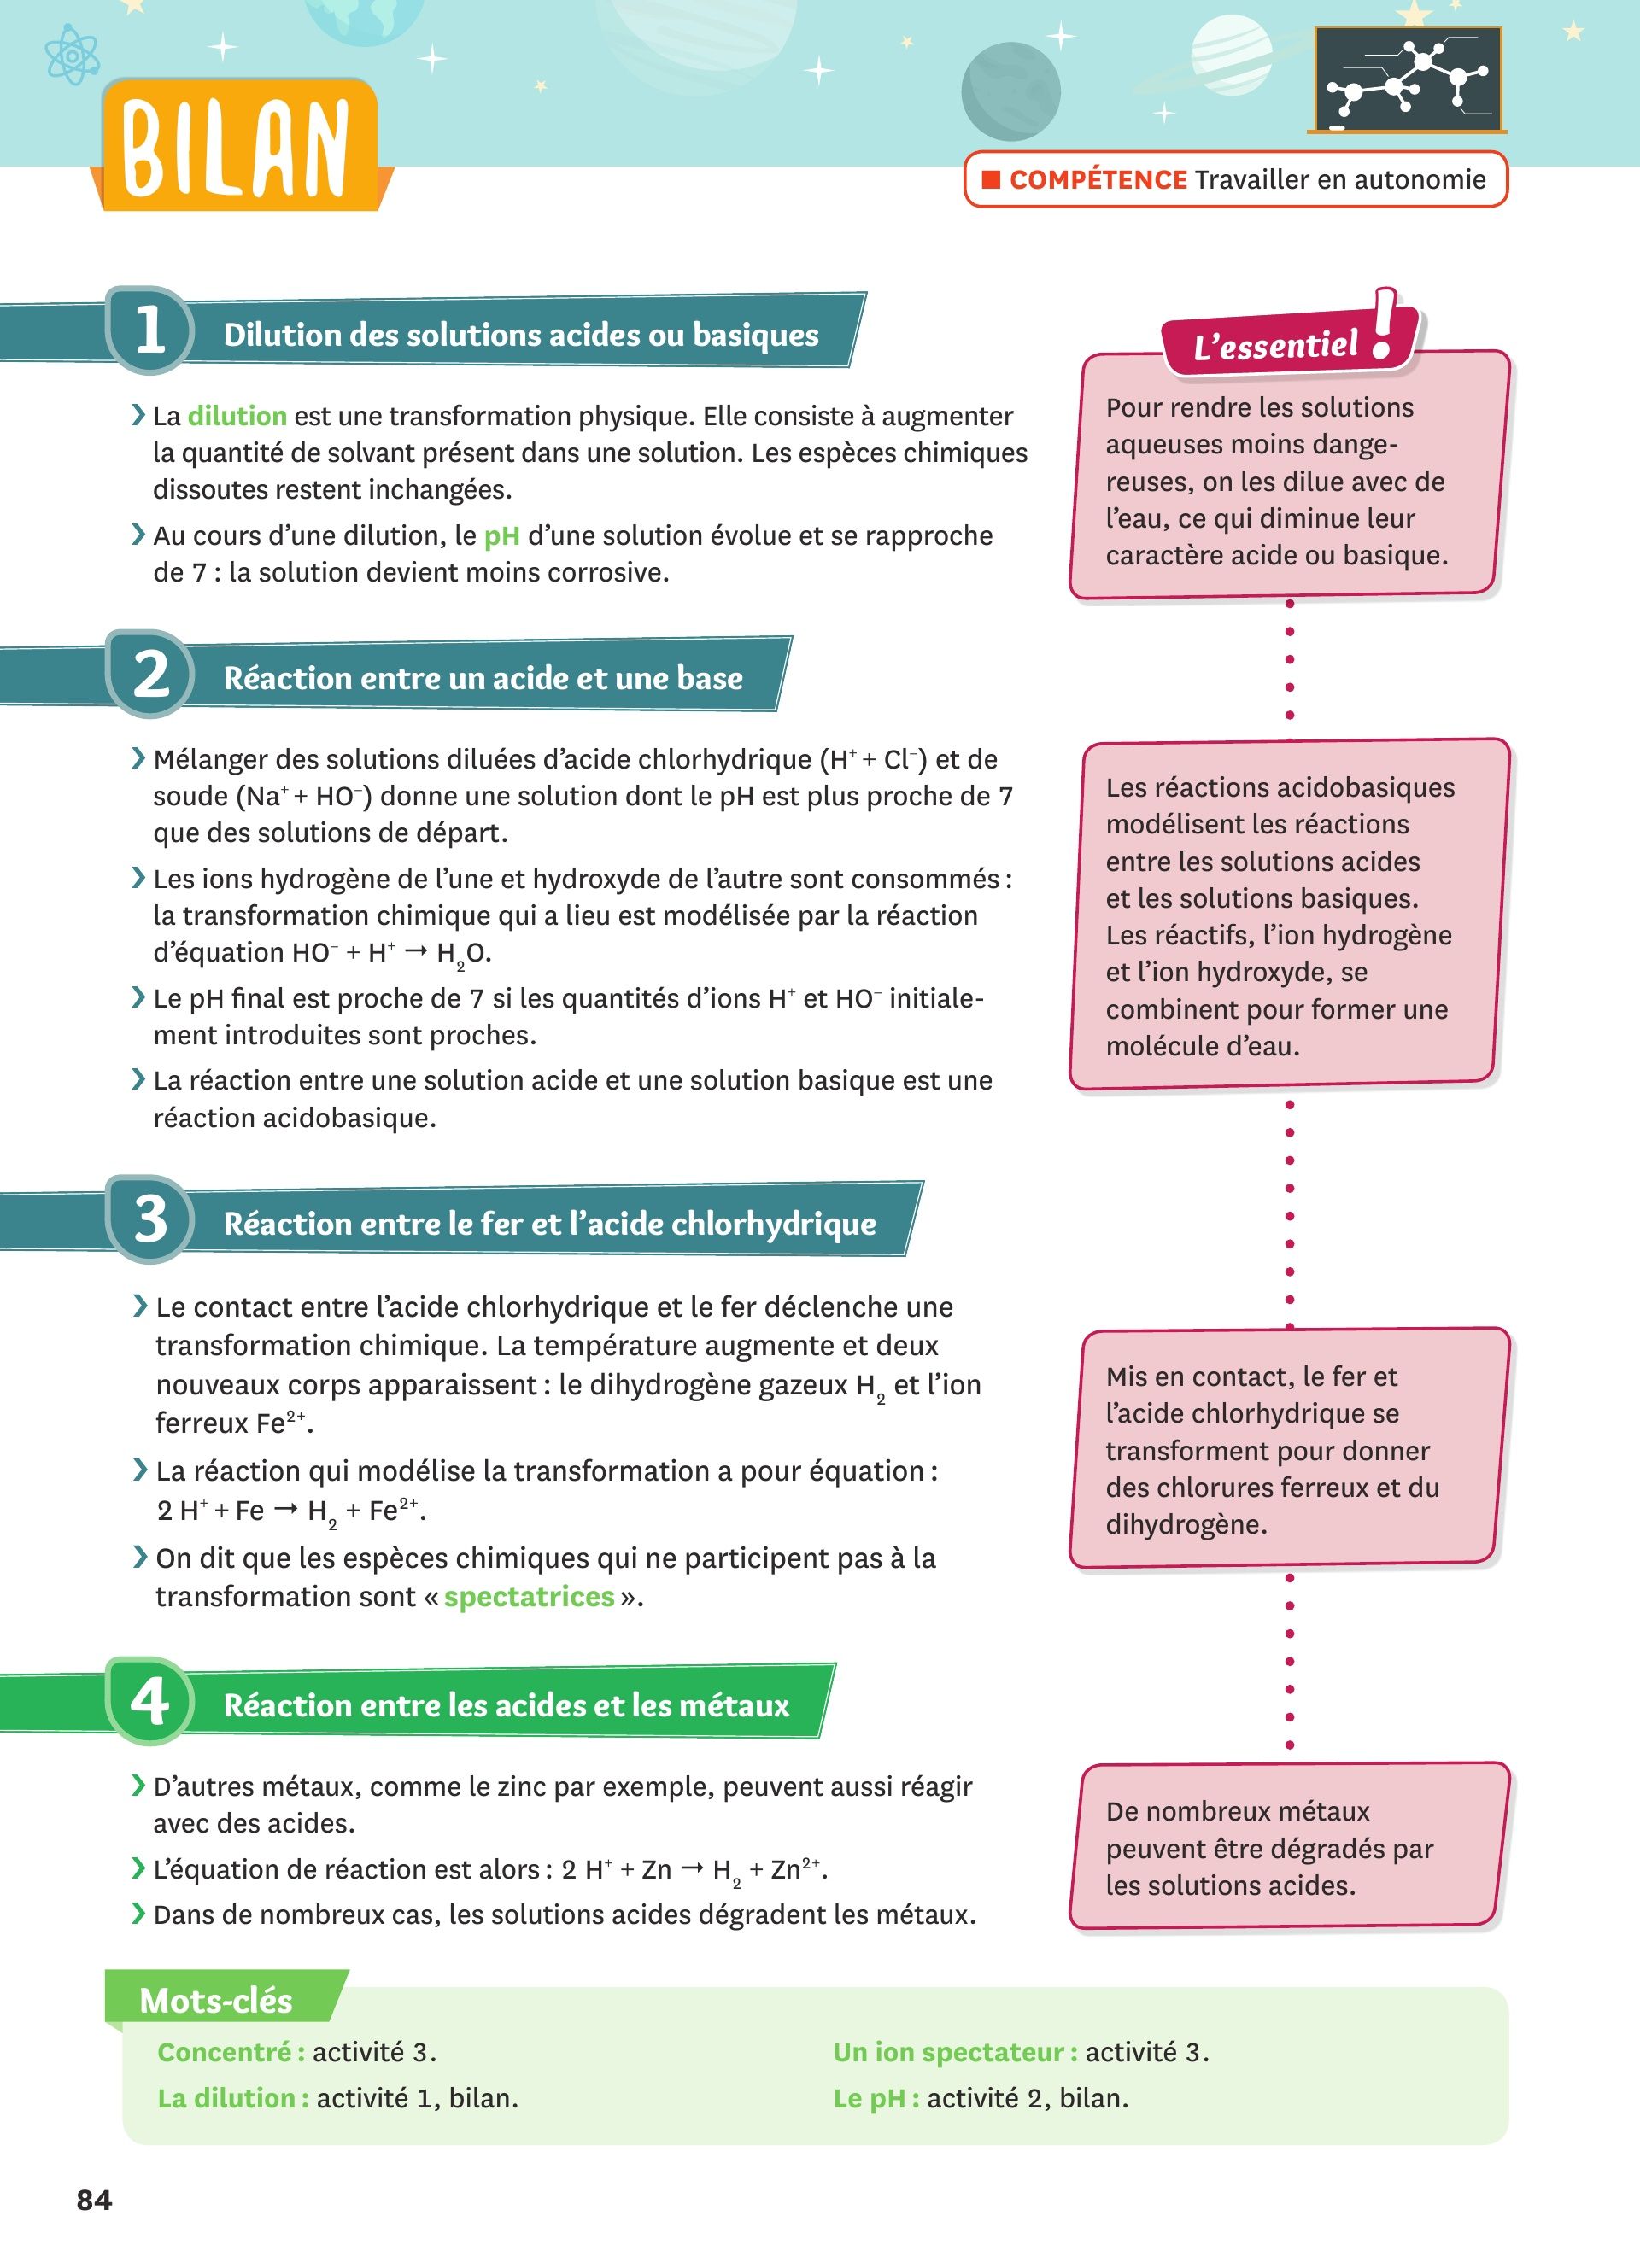 BILAN
■ COMPÉTENCE Travailler en autonomie
1 Dilution des solutions acides ou basiques
› La dilution est une transformation physique. Elle consiste à augmenter
la quantité de solvant présent dans une solution. Les espèces chimiques
dissoutes restent inchangées.
› Au cours d’une dilution, le pH d’une solution évolue et se rapproche
de 7 : la solution devient moins corrosive.
L’essentiel !
Pour rendre les solutions
aqueuses moins dange-
reuses, on les dilue avec de
l’eau, ce qui diminue leur
caractère acide ou basique.
2 Réaction entre un acide et une base
› Mélanger des solutions diluées d’acide chlorhydrique (H⁺ + Cl⁻) et de
soude (Na⁺ + HO⁻) donne une solution dont le pH est plus proche de 7
que des solutions de départ.
› Les ions hydrogène de l’une et hydroxyde de l’autre sont consommés :
la transformation chimique qui a lieu est modélisée par la réaction
d’équation HO⁻ + H⁺ → H₂O.
› Le pH final est proche de 7 si les quantités d’ions H⁺ et HO⁻ initiale-
ment introduites sont proches.
› La réaction entre une solution acide et une solution basique est une
réaction acidobasique.
Les réactions acidobasiques
modélisent les réactions
entre les solutions acides
et les solutions basiques.
Les réactifs, l’ion hydrogène
et l’ion hydroxyde, se
combinent pour former une
molécule d’eau.
3 Réaction entre le fer et l’acide chlorhydrique
› Le contact entre l’acide chlorhydrique et le fer déclenche une
transformation chimique. La température augmente et deux
nouveaux corps apparaissent : le dihydrogène gazeux H₂ et l’ion
ferreux Fe²⁺.
› La réaction qui modélise la transformation a pour équation :
2 H⁺ + Fe → H₂ + Fe²⁺.
› On dit que les espèces chimiques qui ne participent pas à la
transformation sont « spectatrices ».
Mis en contact, le fer et
l’acide chlorhydrique se
transforment pour donner
des chlorures ferreux et du
dihydrogène.
4 Réaction entre les acides et les métaux
› D’autres métaux, comme le zinc par exemple, peuvent aussi réagir
avec des acides.
› L’équation de réaction est alors : 2 H⁺ + Zn → H₂ + Zn²⁺.
› Dans de nombreux cas, les solutions acides dégradent les métaux.
De nombreux métaux
peuvent être dégradés par
les solutions acides.
Mots-clés
Concentré : activité 3.
La dilution : activité 1, bilan.
Un ion spectateur : activité 3.
Le pH : activité 2, bilan.
84